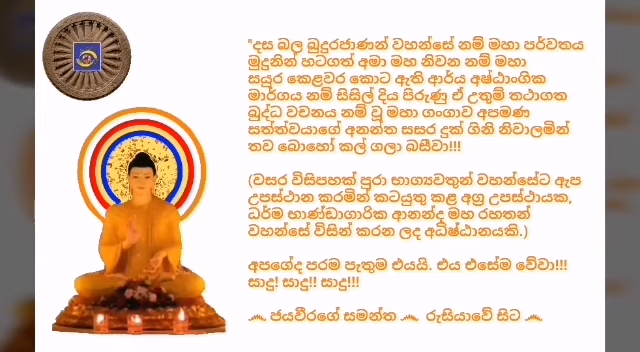 "දස බල බුදුරජාණන් වහන්සේ නම් මහා පර්වතය
මුදුනින් හටගත් අමා මහ නිවන නම් මහා
සයුර කෙළවර කොට ඇති ආර්ය අෂ්ඨාංගික
මාර්ගය නම් සිසිල් දිය පිරුණු ඒ උතුම් තථාගත
බුද්ධ වචනය නම් වූ මහා ගංගාව අපමණ
සත්ත්වයාගේ අනන්ත සසර දුක් ගිනි නිවාලමින්
තව බොහෝ කල් ගලා බසීවා!!!
(වසර විසිපහක් පුරා භාග්‍යවතුන් වහන්සේට ඇප
උපස්ථාන කරමින් කටයුතු කළ අග්‍ර උපස්ථායක,
ධර්ම භාණ්ඩාගාරික ආනන්ද මහ රහතන්
වහන්සේ විසින් කරන ලද අධිෂ්ඨානයකි.)
අපගේද පරම පැතුම එයයි. එය එසේම වේවා!!!
සාදු! සාදු!! සාදු!!!
ජයවීරගේ සමන්ත රුසියාවේ සිට